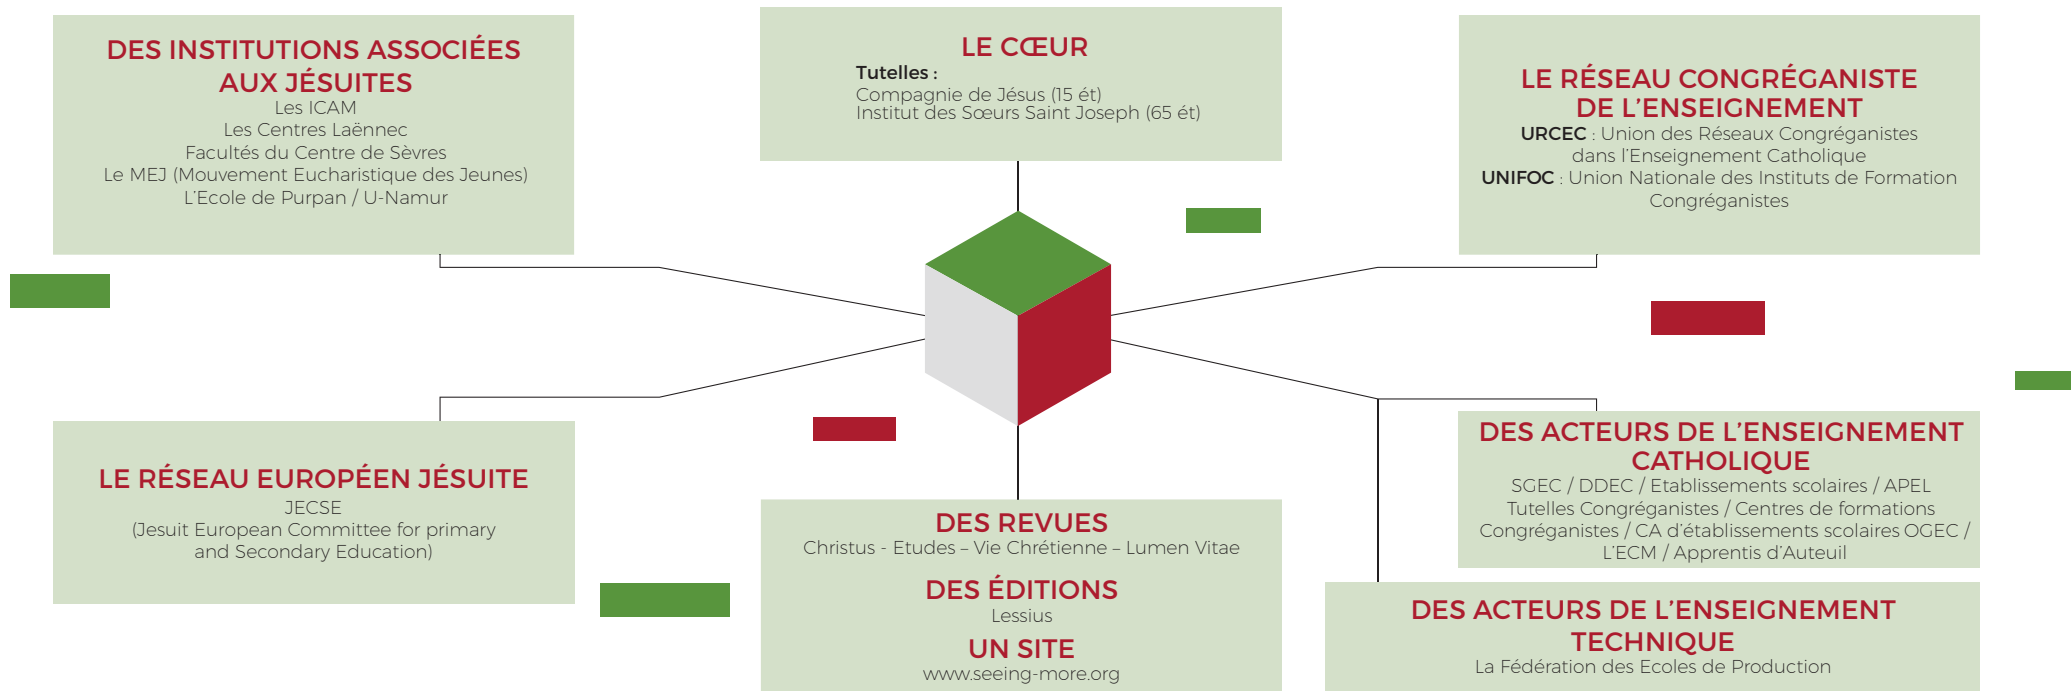 DES INSTITUTIONS ASSOCIÉES
AUX JÉSUITES
Les ICAM
Les Centres Laënnec
Facultés du Centre de Sèvres
Le MEJ (Mouvement Eucharistique des Jeunes)
L'Ecole de Purpan / U-Namur
LE CŒUR
Tutelles :
Compagnie de Jésus (15 ét)
Institut des Sœurs Saint Joseph (65 ét)
LE RÉSEAU CONGRÉGANISTE
DE L'ENSEIGNEMENT
URCEC : Union des Réseaux Congréganistes
dans l'Enseignement Catholique
UNIFOC : Union Nationale des Instituts de Formation
Congréganistes
LE RÉSEAU EUROPÉEN JÉSUITE
JECSE
(Jesuit European Committee for primary
and Secondary Education)
DES REVUES
Christus - Etudes – Vie Chrétienne – Lumen Vitae
DES ÉDITIONS
Lessius
UN SITE
www.seeing-more.org
DES ACTEURS DE L'ENSEIGNEMENT
CATHOLIQUE
SGEC / DDEC / Etablissements scolaires / APEL
Tutelles Congréganistes / Centres de formations
Congréganistes / CA d'établissements scolaires OGEC /
L'ECM / Apprentis d'Auteuil
DES ACTEURS DE L'ENSEIGNEMENT
TECHNIQUE
La Fédération des Ecoles de Production